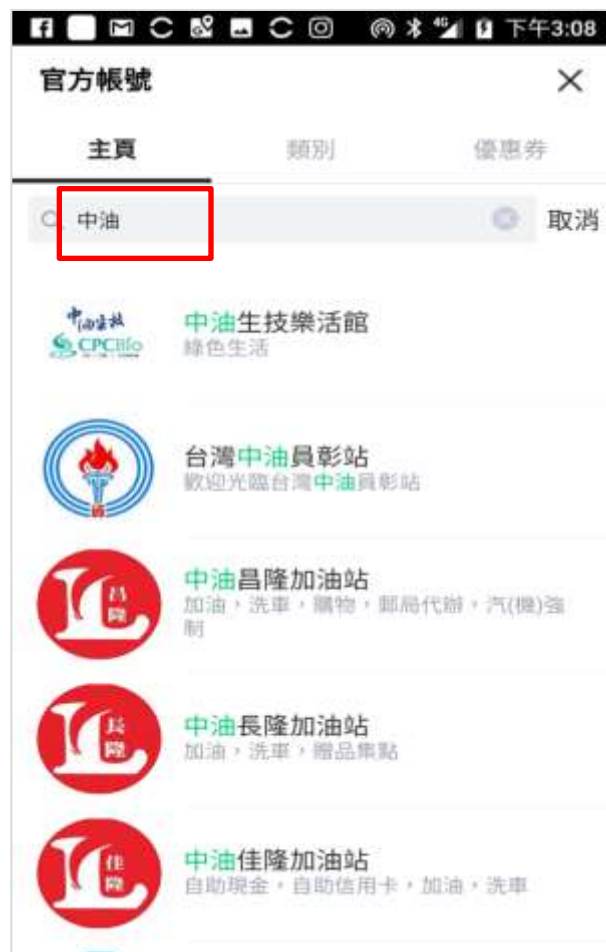 4G 下午3:08
官方帳號
主頁 類別 優惠券
中油 取消
中油生技 CPCBio
中油生技樂活館
綠色生活
台灣中油員彰站
歡迎光臨台灣中油員彰站
昌隆
中油昌隆加油站
加油，洗車，購物，郵局代辦，汽(機)強
制
長隆
中油長隆加油站
加油，洗車，贈品集點
佳隆
中油佳隆加油站
自助現金，自助信用卡，加油，洗車